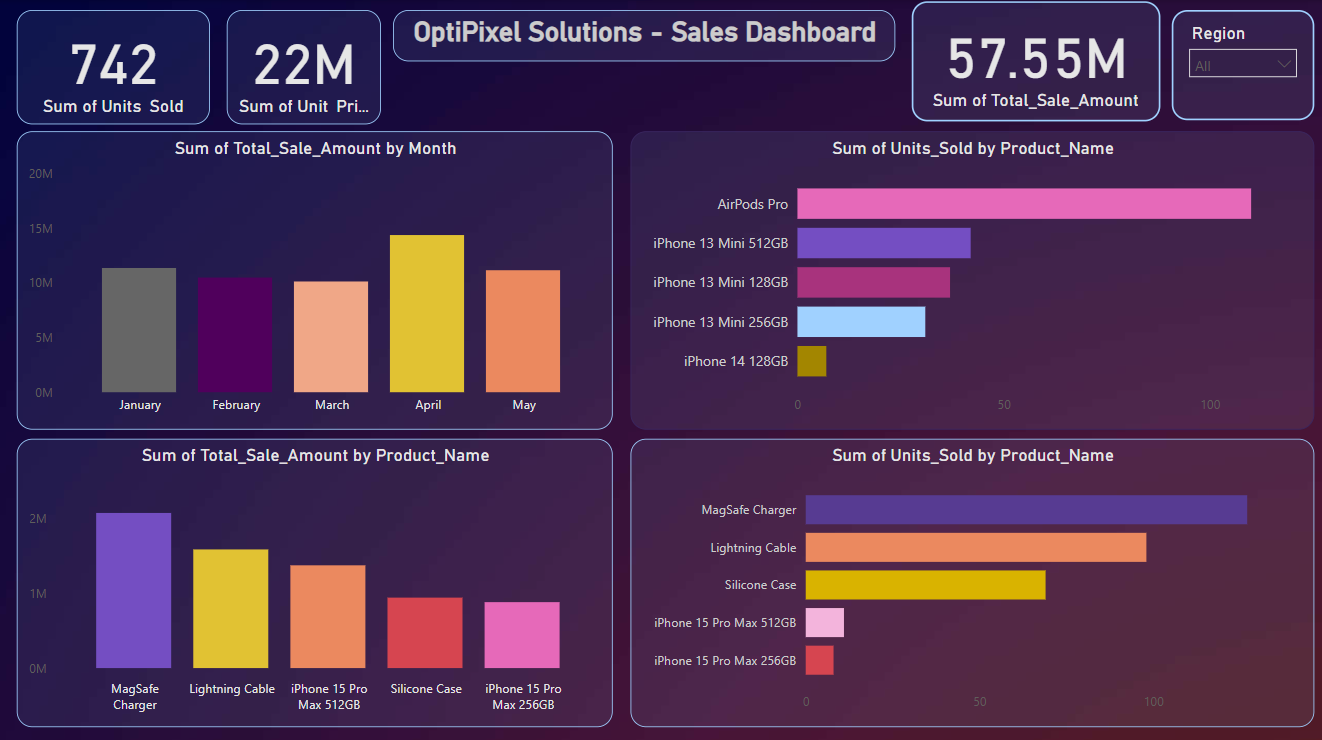 742
Sum of Units Sold
22M
Sum of Unit Pri...
OptiPixel Solutions - Sales Dashboard
57.55M
Sum of Total_Sale_Amount
Region
All
Sum of Total_Sale_Amount by Month
20M
15M
10M
5M
0M
January
February
March
April
May
Sum of Units_Sold by Product_Name
AirPods Pro
iPhone 13 Mini 512GB
iPhone 13 Mini 128GB
iPhone 13 Mini 256GB
iPhone 14 128GB
0
50
100
Sum of Total_Sale_Amount by Product_Name
2M
1M
0M
MagSafe
Charger
Lightning Cable
iPhone 15 Pro
Max 512GB
Silicone Case
iPhone 15 Pro
Max 256GB
Sum of Units_Sold by Product_Name
MagSafe Charger
Lightning Cable
Silicone Case
iPhone 15 Pro Max 512GB
iPhone 15 Pro Max 256GB
0
50
100